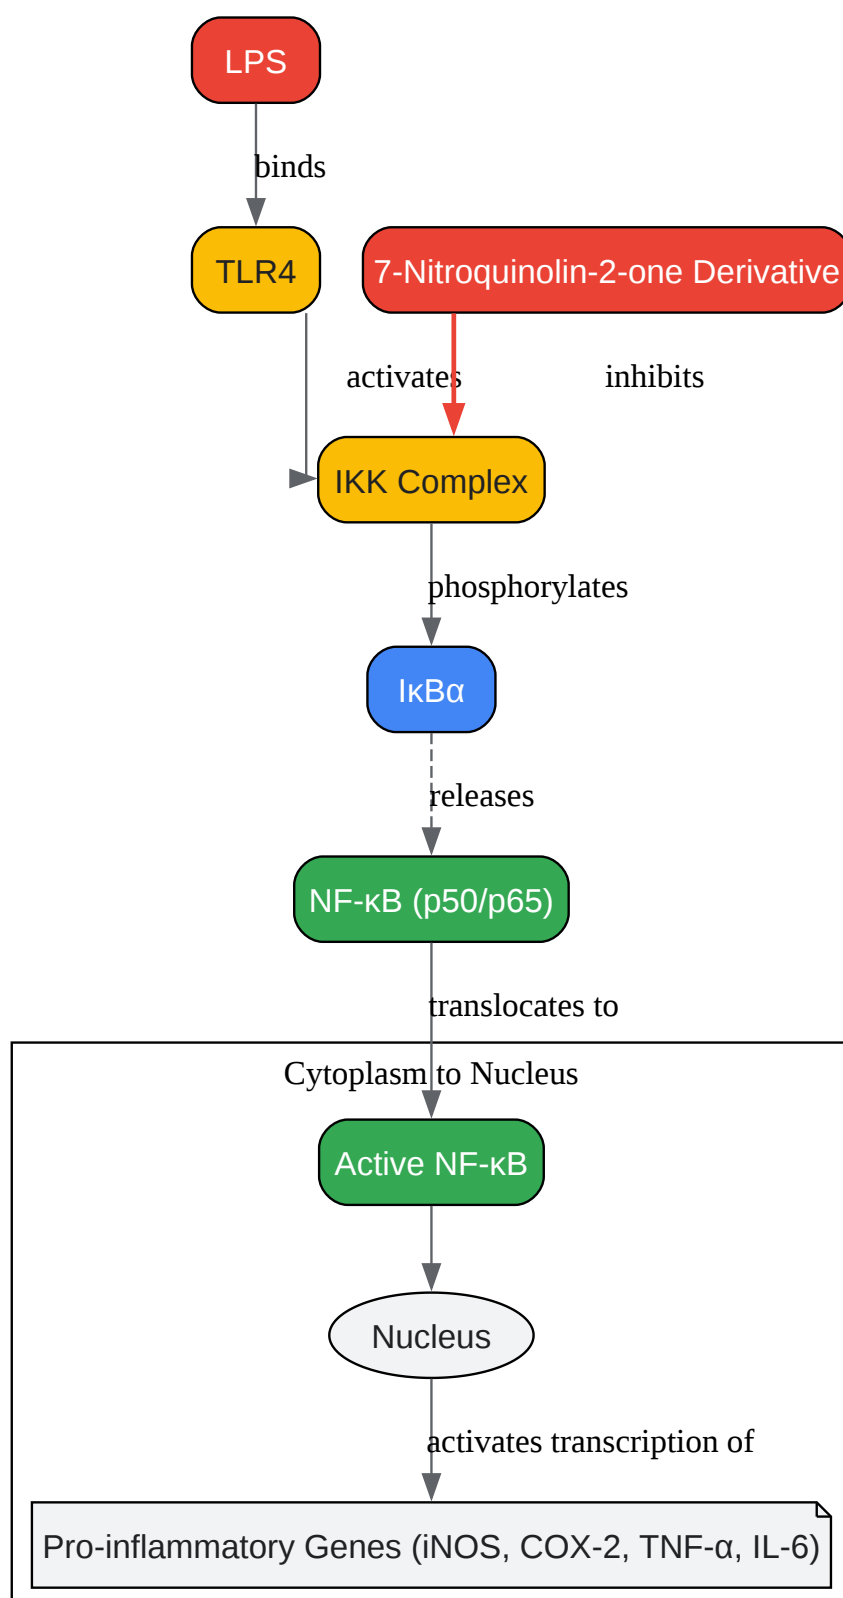 LPS
binds
TLR4
7-Nitroquinolin-2-one Derivative
activates
inhibits
IKK Complex
phosphorylates
IκBα
releases
NF-κB (p50/p65)
translocates to
Cytoplasm to Nucleus
Active NF-κB
Nucleus
activates transcription of
Pro-inflammatory Genes (iNOS, COX-2, TNF-α, IL-6)